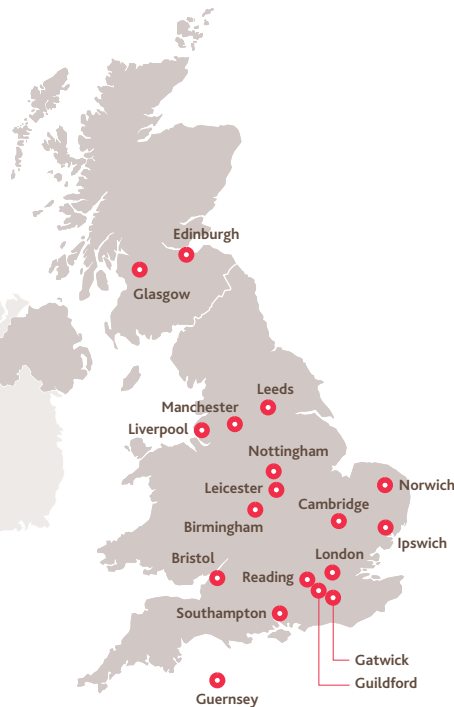 Edinburgh
Glasgow
Leeds
Manchester
Liverpool
Nottingham
Leicester
Norwich
Cambridge
Birmingham
Ipswich
Bristol
London
Reading
Southampton
Gatwick
Guildford
Guernsey